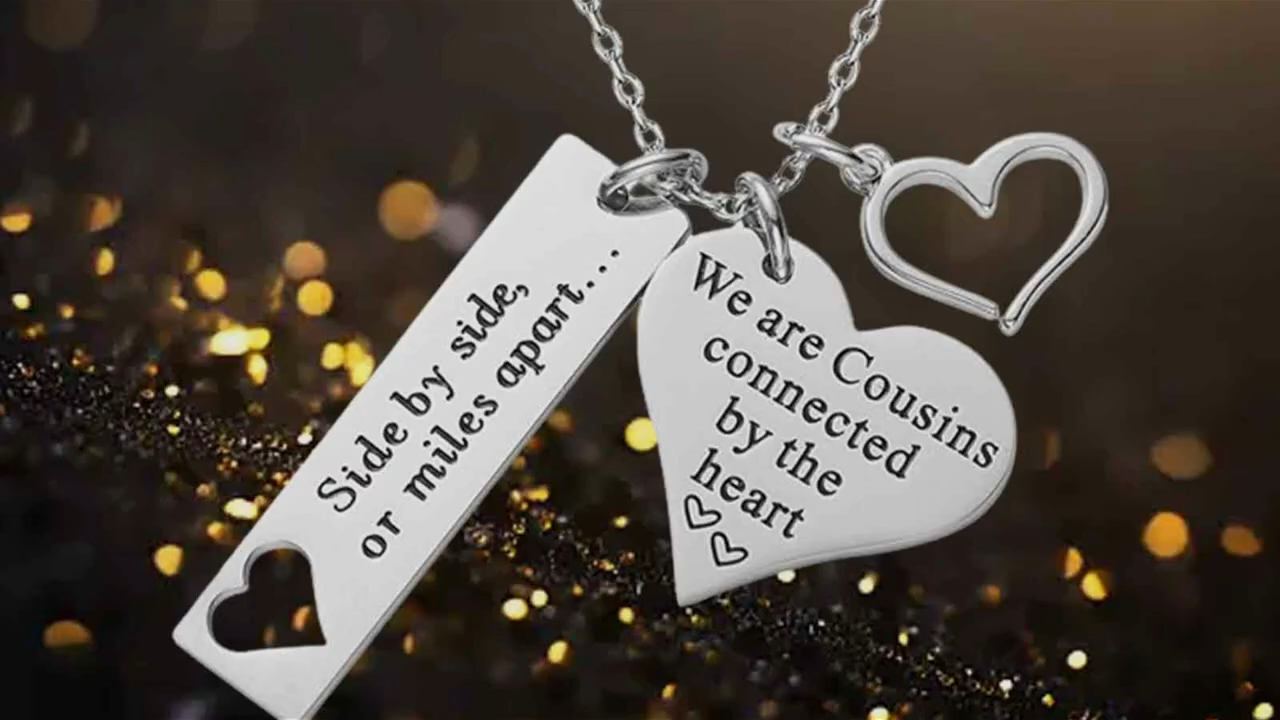 Side by side,
or miles apart...
We are Cousins
connected
by the
heart